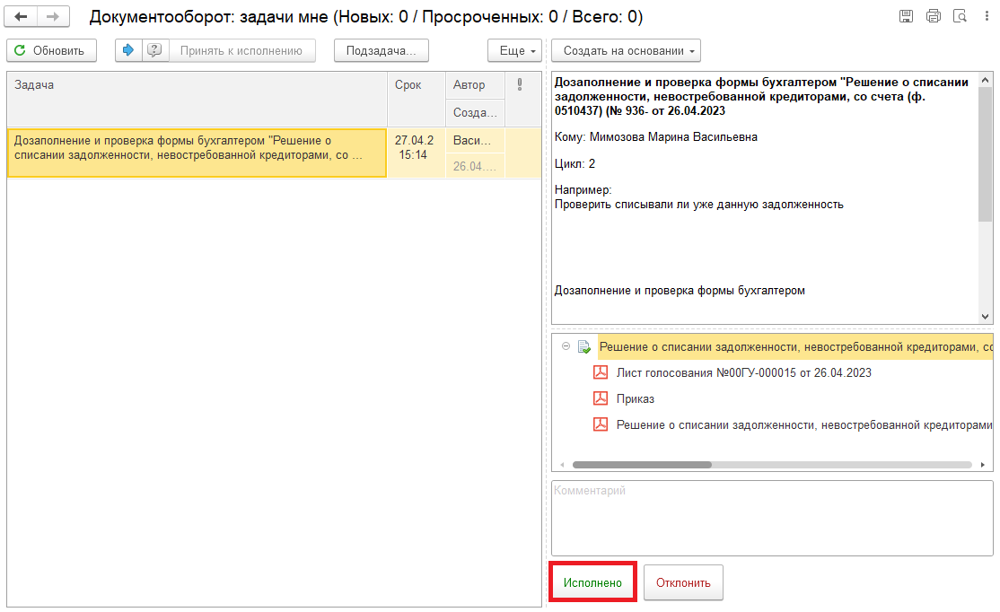 Документооборот: задачи мне (Новых: 0 / Просроченных: 0 / Всего: 0)
Обновить
Принять к исполнению
Подзадача...
Еще
Создать на основании
Задача
Срок
Автор
Созда...
Дозаполнение и проверка формы бухгалтером "Решение о
списании задолженности, невостребованной кредиторами, со ...
27.04.2
15:14
Васи...
26.04....
Дозаполнение и проверка формы бухгалтером "Решение о списании
задолженности, невостребованной кредиторами, со счета (ф.
0510437) (№ 936- от 26.04.2023
Кому: Мимозова Марина Васильевна
Цикл: 2
Например:
Проверить списывали ли уже данную задолженность
Дозаполнение и проверка формы бухгалтером
Решение о списании задолженности, невостребованной кредиторами, со
Лист голосования №00ГУ-000015 от 26.04.2023
Приказ
Решение о списании задолженности, невостребованной кредиторами
Комментарий
Исполнено
Отклонить